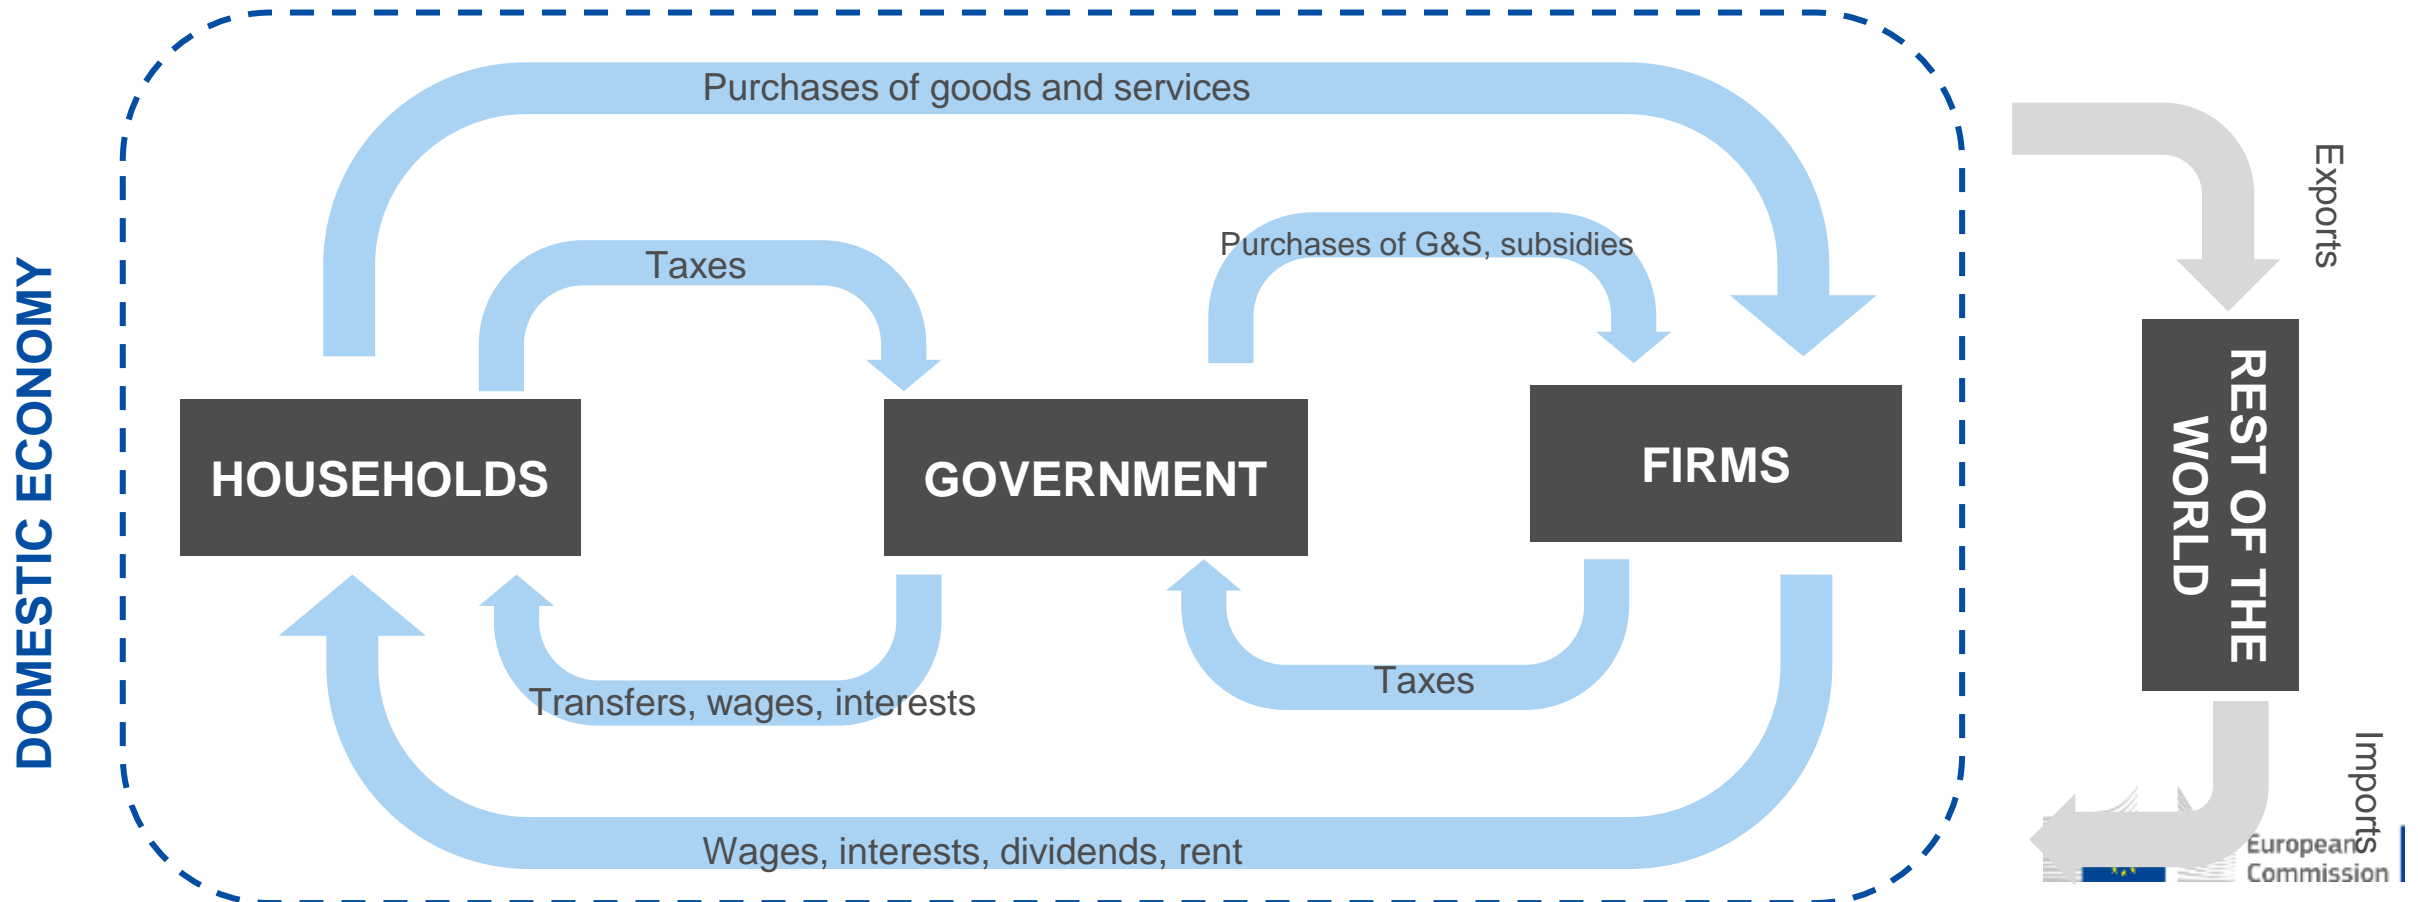 DOMESTIC ECONOMY
Purchases of goods and services
Taxes
Purchases of G&S, subsidies
Exports
HOUSEHOLDS
GOVERNMENT
FIRMS
REST OF THE
WORLD
Transfers, wages, interests
Taxes
Wages, interests, dividends, rent
Imports
European
Commission